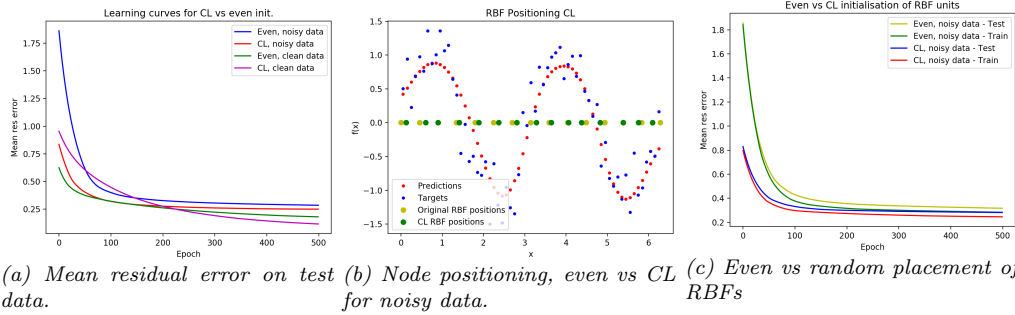 Learning curves for CL vs even init.
Even, noisy data
CL, noisy data
Even, clean data
CL, clean data
Mean res error
1.75
1.50
1.25
1.00
0.75
0.50
0.25
0
100
200
300
400
500
Epoch
(a) Mean residual error on test
data.
RBF Positioning CL
f(x)
1.5
1.0
0.5
0.0
−0.5
−1.0
−1.5
Predictions
Targets
Original RBF positions
CL RBF positions
0
1
2
3
4
5
6
x
(b) Node positioning, even vs CL
for noisy data.
Even vs CL initialisation of RBF units
Even, noisy data - Test
Even, noisy data - Train
CL, noisy data - Test
CL, noisy data - Train
Mean res error
1.8
1.6
1.4
1.2
1.0
0.8
0.6
0.4
0.2
0
100
200
300
400
500
Epoch
(c) Even vs random placement of
RBFs